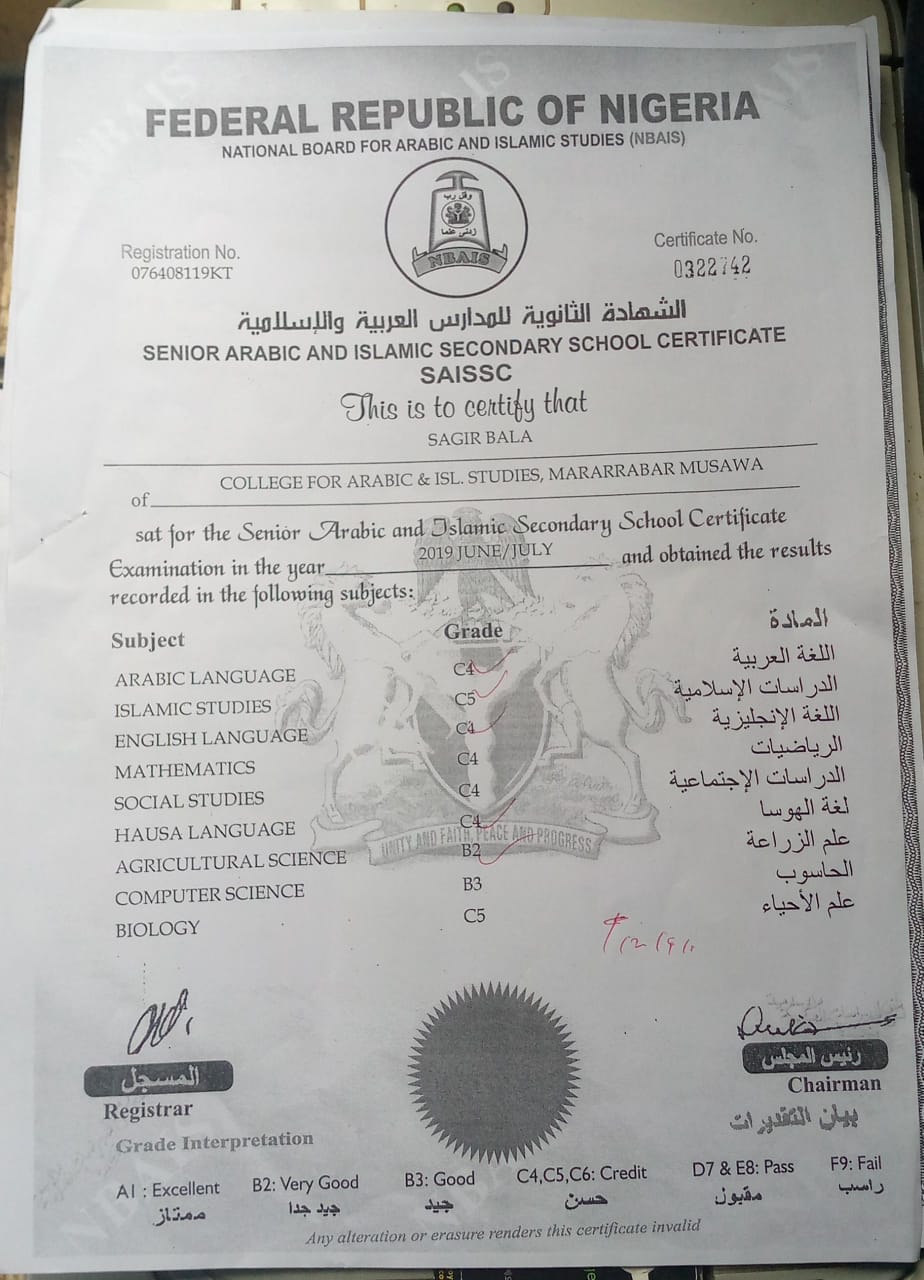 FEDERAL REPUBLIC OF NIGERIA
NATIONAL BOARD FOR ARABIC AND ISLAMIC STUDIES (NBAIS)
وقل رب
زدني علما
NBAIS
Registration No.
076408119KT
Certificate No.
0322742
الشهادة الثانوية للمدارس العربية والإسلامية
SENIOR ARABIC AND ISLAMIC SECONDARY SCHOOL CERTIFICATE
SAISSC
This is to certify that
SAGIR BALA
of COLLEGE FOR ARABIC & ISL. STUDIES, MARARRABAR MUSAWA
sat for the Senior Arabic and Islamic Secondary School Certificate
Examination in the year 2019 JUNE/JULY and obtained the results
recorded in the following subjects:
Subject Grade المادة
ARABIC LANGUAGE C4 اللغة العربية
ISLAMIC STUDIES C5 الدراسات الإسلامية
ENGLISH LANGUAGE C4 اللغة الإنجليزية
MATHEMATICS C4 الرياضيات
SOCIAL STUDIES C4 الدراسات الإجتماعية
HAUSA LANGUAGE C4 لغة الهوسا
AGRICULTURAL SCIENCE B2 علم الزراعة
COMPUTER SCIENCE B3 الحاسوب
BIOLOGY C5 علم الأحياء
UNITY AND FAITH, PEACE AND PROGRESS
المسجل
Registrar
رئيس المجلس
Chairman
Grade Interpretation
بيان التقديرات
A1 : Excellent B2: Very Good B3: Good C4,C5,C6: Credit D7 & E8: Pass F9: Fail
ممتاز جيد جدا جيد حسن مقبول راسب
Any alteration or erasure renders this certificate invalid